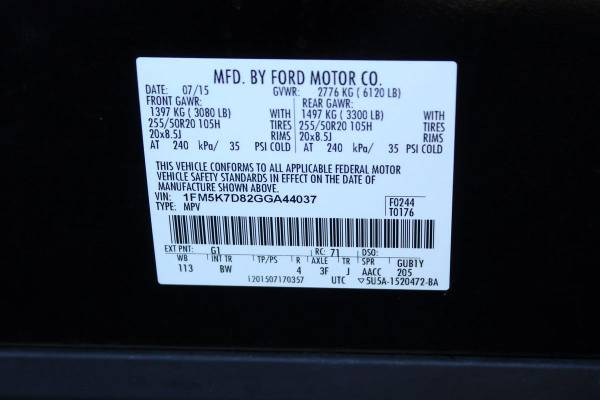 MFD. BY FORD MOTOR CO.
DATE: 07/15 GVWR: 2776 KG ( 6120 LB)
FRONT GAWR: REAR GAWR:
1397 KG ( 3080 LB) WITH 1497 KG ( 3300 LB) WITH
255/50R20 105H TIRES 255/50R20 105H TIRES
20x8.5J RIMS 20x8.5J RIMS
AT 240 kPa/ 35 PSI COLD AT 240 kPa/ 35 PSI COLD
THIS VEHICLE CONFORMS TO ALL APPLICABLE FEDERAL MOTOR
VEHICLE SAFETY STANDARDS IN EFFECT ON THE DATE OF
MANUFACTURE SHOWN ABOVE.
VIN: 1FM5K7D82GGA44037 F0244
TYPE: MPV T0176
EXT PNT: G1 RC: 71 DSO:
WB INT TR TP/PS R AXLE TR SPR GUB1Y
113 BW 4 3F J AACC 205
1201507170357 UTC ▽5U5A-1520472-BA